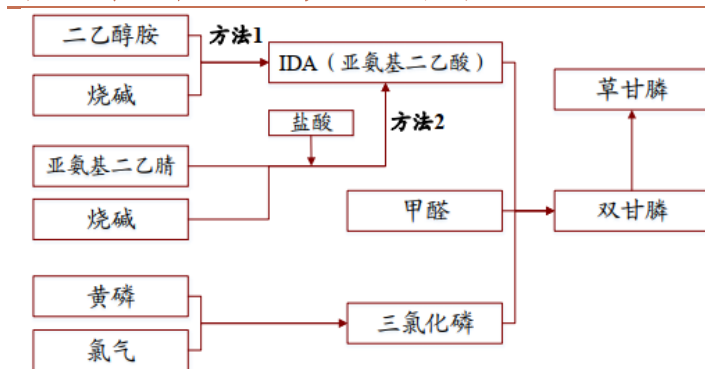 二乙醇胺
方法1
IDA（亚氨基二乙酸）
烧碱
草甘膦
盐酸
方法2
亚氨基二乙腈
烧碱
甲醛
双甘膦
黄磷
三氯化磷
氯气